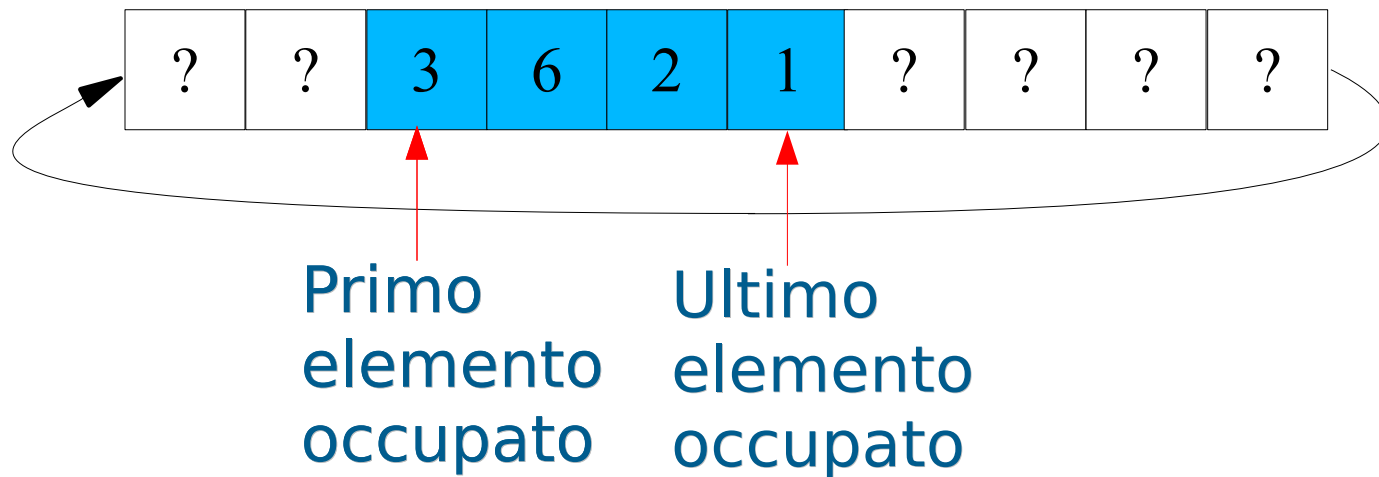 ? ? 3 6 2 1 ? ? ? ?
Primo
elemento
occupato
Ultimo
elemento
occupato